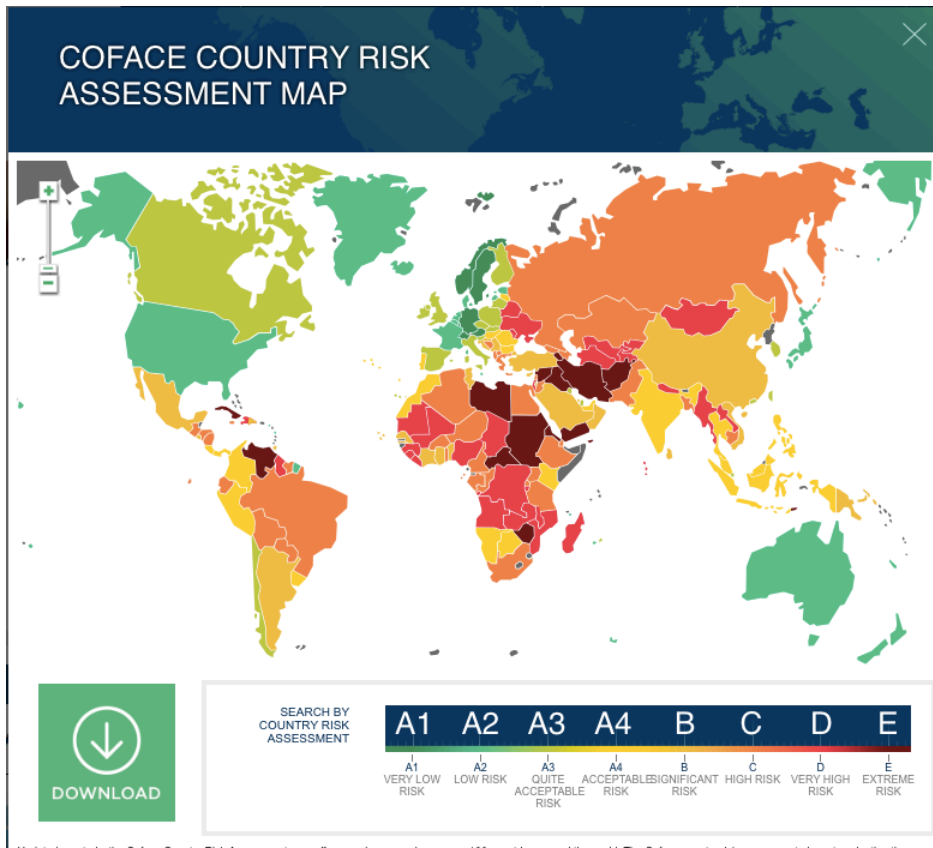 COFACE COUNTRY RISK
ASSESSMENT MAP
DOWNLOAD
SEARCH BY
COUNTRY RISK
ASSESSMENT
A1 A2 A3 A4 B C D E
A1 A2 A3 A4 B C D E
VERY LOW RISK
LOW RISK
QUITE ACCEPTABLE RISK
ACCEPTABLE RISK
SIGNIFICANT RISK
HIGH RISK
VERY HIGH RISK
EXTREME RISK